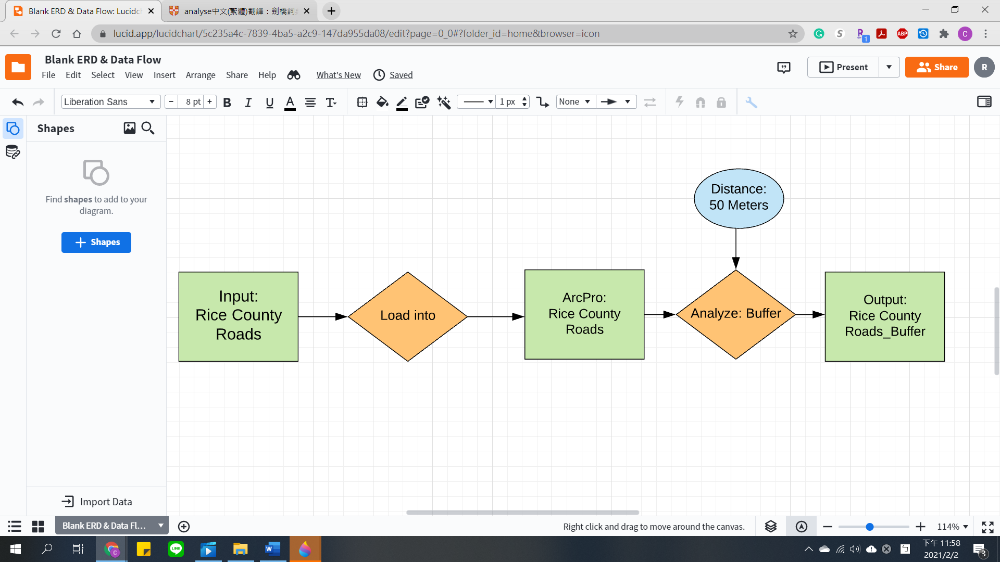 Blank ERD & Data Flow: Lucidch
analyse中文(繁體)翻譯：劍橋詞
lucid.app/lucidchart/5c235a4c-7839-4ba5-a2c9-147da955da08/edit?page=0_0#?folder_id=home&browser=icon
ABP
1
C
Blank ERD & Data Flow
File Edit Select View Insert Arrange Share Help What's New Saved
Present
Share
R
Liberation Sans
8 pt
1 px
None
Shapes
Find shapes to add to your
diagram.
Shapes
Import Data
Distance:
50 Meters
Input:
Rice County
Roads
Load into
ArcPro:
Rice County
Roads
Analyze: Buffer
Output:
Rice County
Roads_Buffer
Blank ERD & Data Fl...
Right click and drag to move around the canvas.
114%
LINE
下午 11:58
2021/2/2
3